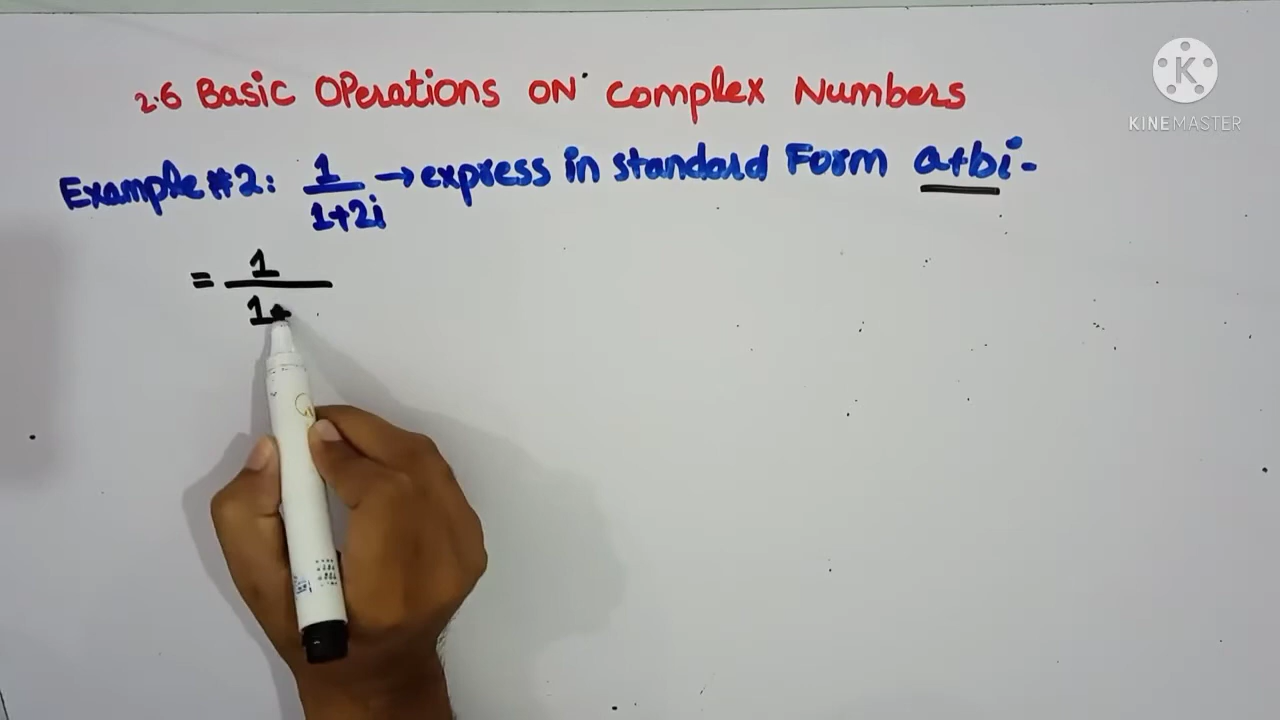 2.6 Basic Operations on Complex Numbers
KINEMASTER
Example #2: 1/1+2i → express in standard Form a+bi.
= 1/1+